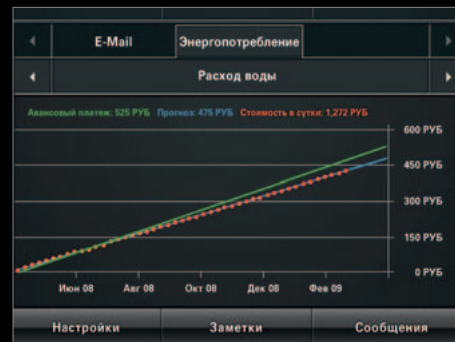 E-Mail Энергопотребление
Расход воды
Авансовый платеж: 525 РУБ Прогноз: 475 РУБ Стоимость в сутки: 1,272 РУБ
600 РУБ
450 РУБ
300 РУБ
150 РУБ
0 РУБ
Июн 08 Авг 08 Окт 08 Дек 08 Фев 09
Настройки Заметки Сообщения